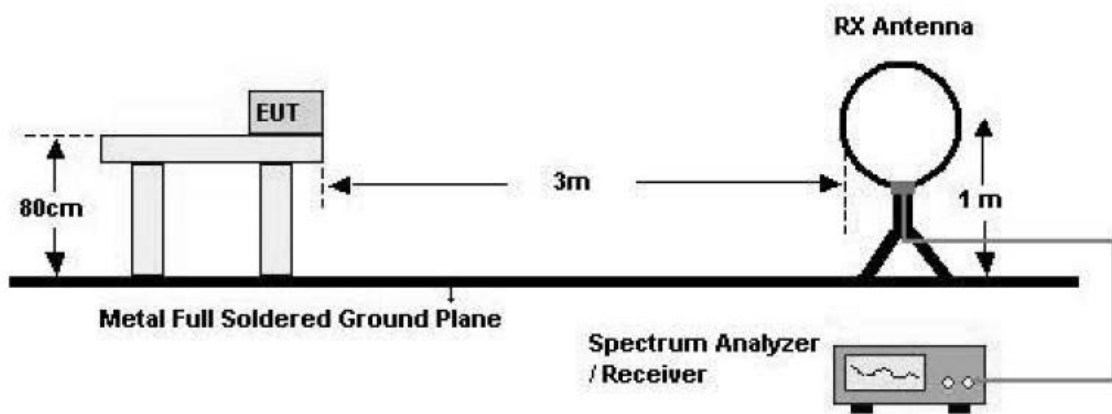 RX Antenna
EUT
3m
80cm
1 m
Metal Full Soldered Ground Plane
Spectrum Analyzer
/ Receiver